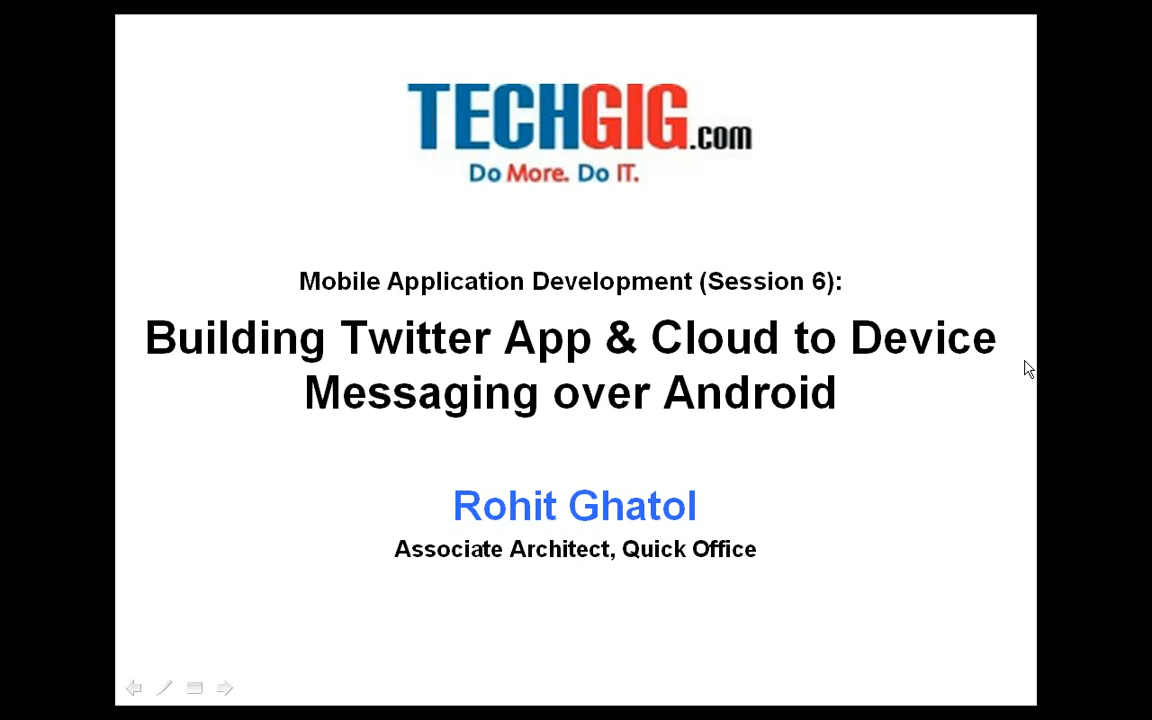 TECHGIG.com
Do More. Do IT.
Mobile Application Development (Session 6):
Building Twitter App & Cloud to Device
Messaging over Android
Rohit Ghatol
Associate Architect, Quick Office